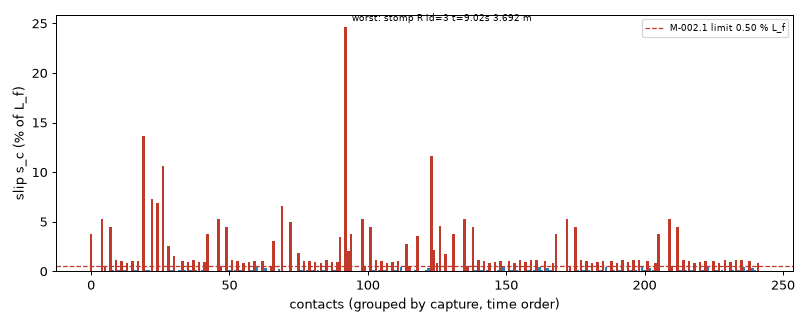 worst: stomp R id=3 t=9.02s 3.692 m
M-002.1 limit 0.50 % L_f
slip s_c (% of L_f)
25
20
15
10
5
0
0 50 100 150 200 250
contacts (grouped by capture, time order)